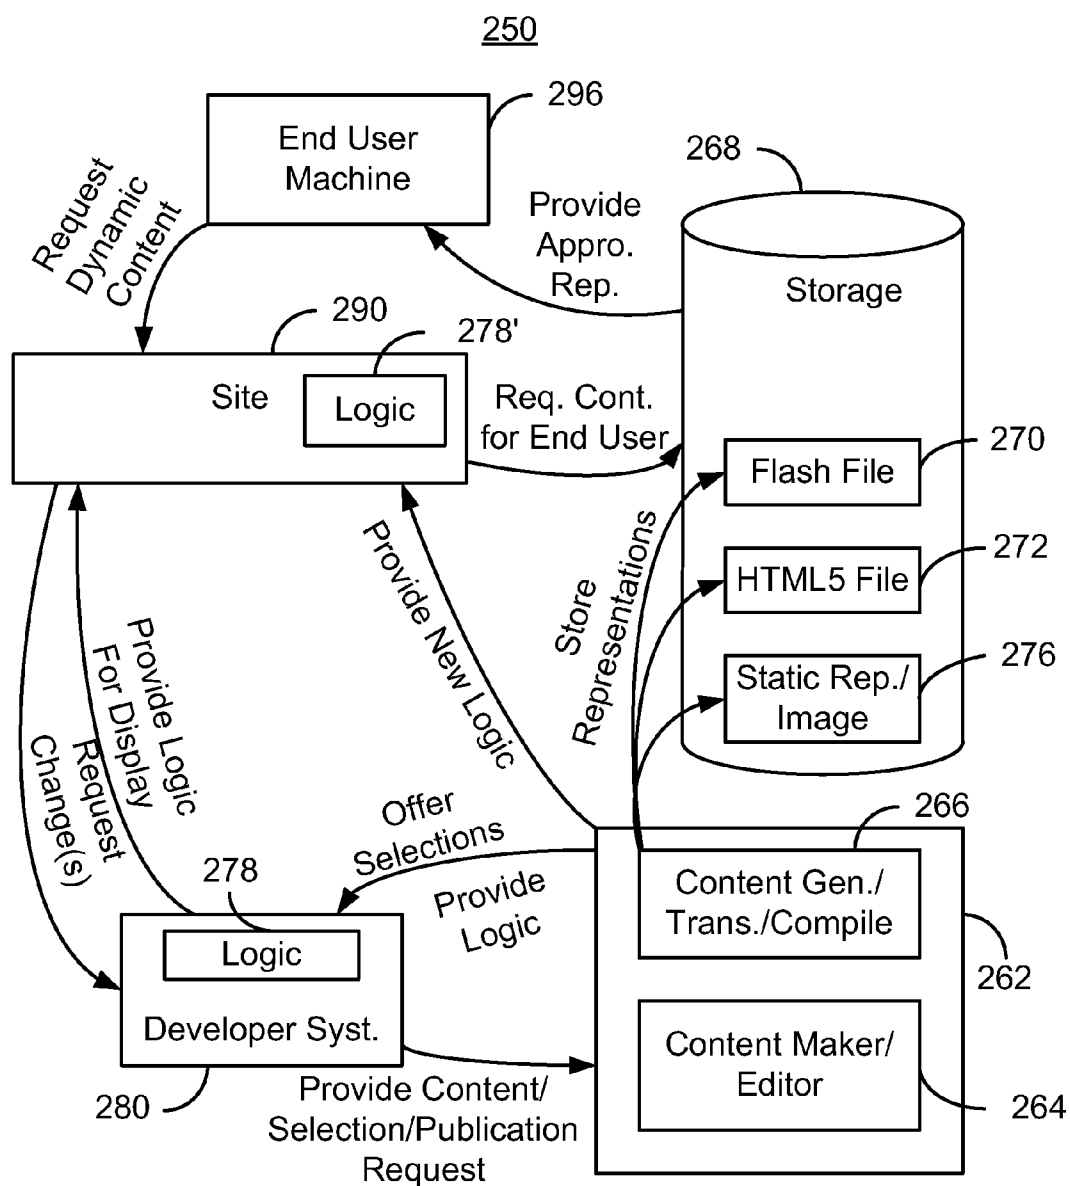 250
End User
Machine
296
268
Request
Dynamic
Content
Provide
Appro.
Rep.
Storage
290
278'
Site
Logic
Req. Cont.
for End User
270
Flash File
272
HTML5 File
276
Static Rep./
Image
Store
Representations
Provide New Logic
Provide Logic
For Display
Request
Change(s)
Offer
Selections
Provide
Logic
266
Content Gen./
Trans./Compile
262
278
Logic
Developer Syst.
280
Content Maker/
Editor
264
Provide Content/
Selection/Publication
Request